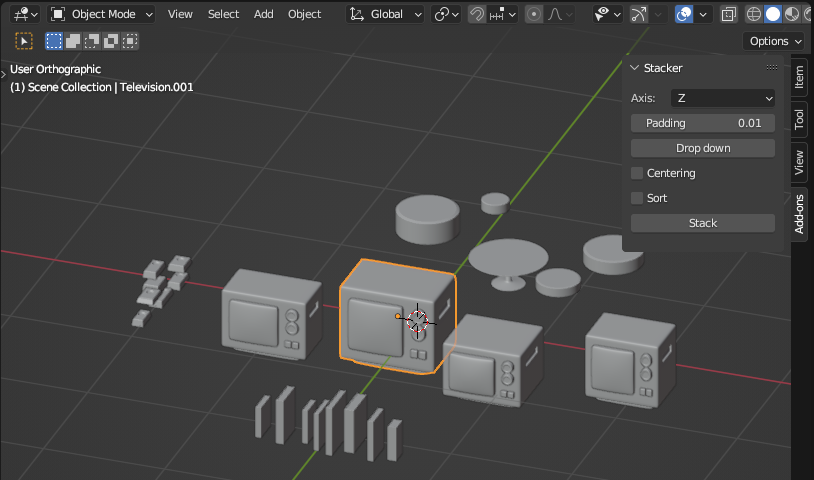 Object Mode View Select Add Object Global
Options
User Orthographic
(1) Scene Collection | Television.001
Stacker
Axis: Z
Padding 0.01
Drop down
Centering
Sort
Stack
Item
Tool
View
Add-ons